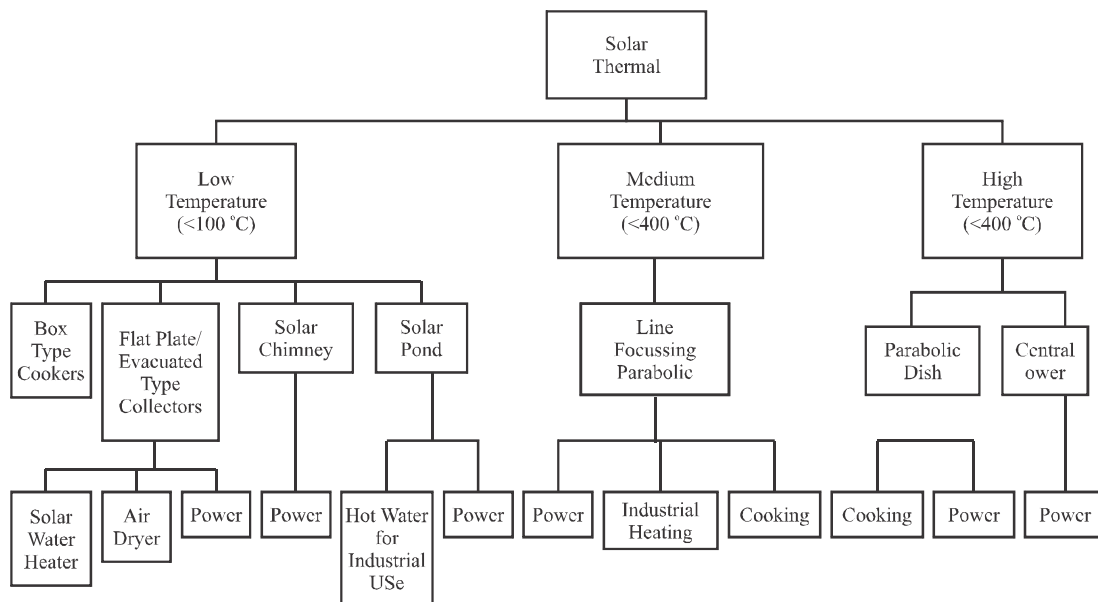 Solar
Thermal
Low
Temperature
(<100 °C)
Medium
Temperature
(<400 °C)
High
Temperature
(<400 °C)
Box
Type
Cookers
Flat Plate/
Evacuated
Type
Collectors
Solar
Chimney
Solar
Pond
Line
Focussing
Parabolic
Parabolic
Dish
Central
ower
Solar
Water
Heater
Air
Dryer
Power
Power
Hot Water
for
Industrial
USe
Power
Power
Industrial
Heating
Cooking
Cooking
Power
Power